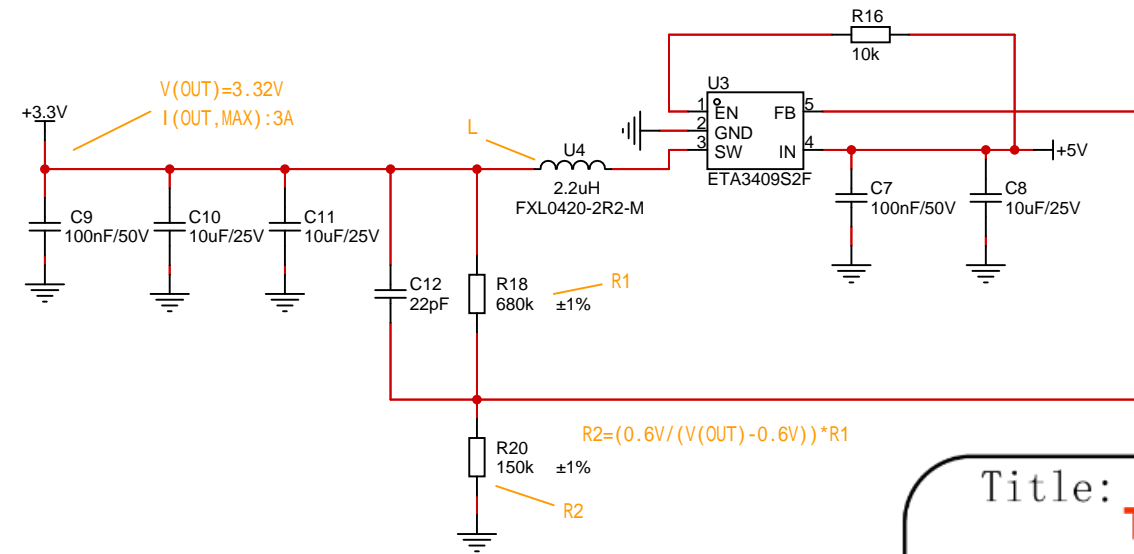 R16
10k
V(OUT)=3.32V
I(OUT,MAX):3A
+3.3V
U3
1
EN
FB
5
2
GND
3
SW
IN
4
+5V
ETA3409S2F
L
U4
2.2uH
FXL0420-2R2-M
C9
100nF/50V
C10
10uF/25V
C11
10uF/25V
C7
100nF/50V
C8
10uF/25V
C12
22pF
R18
680k ±1%
R1
R2=(0.6V/(V(OUT)-0.6V))*R1
R20
150k ±1%
R2
Title: